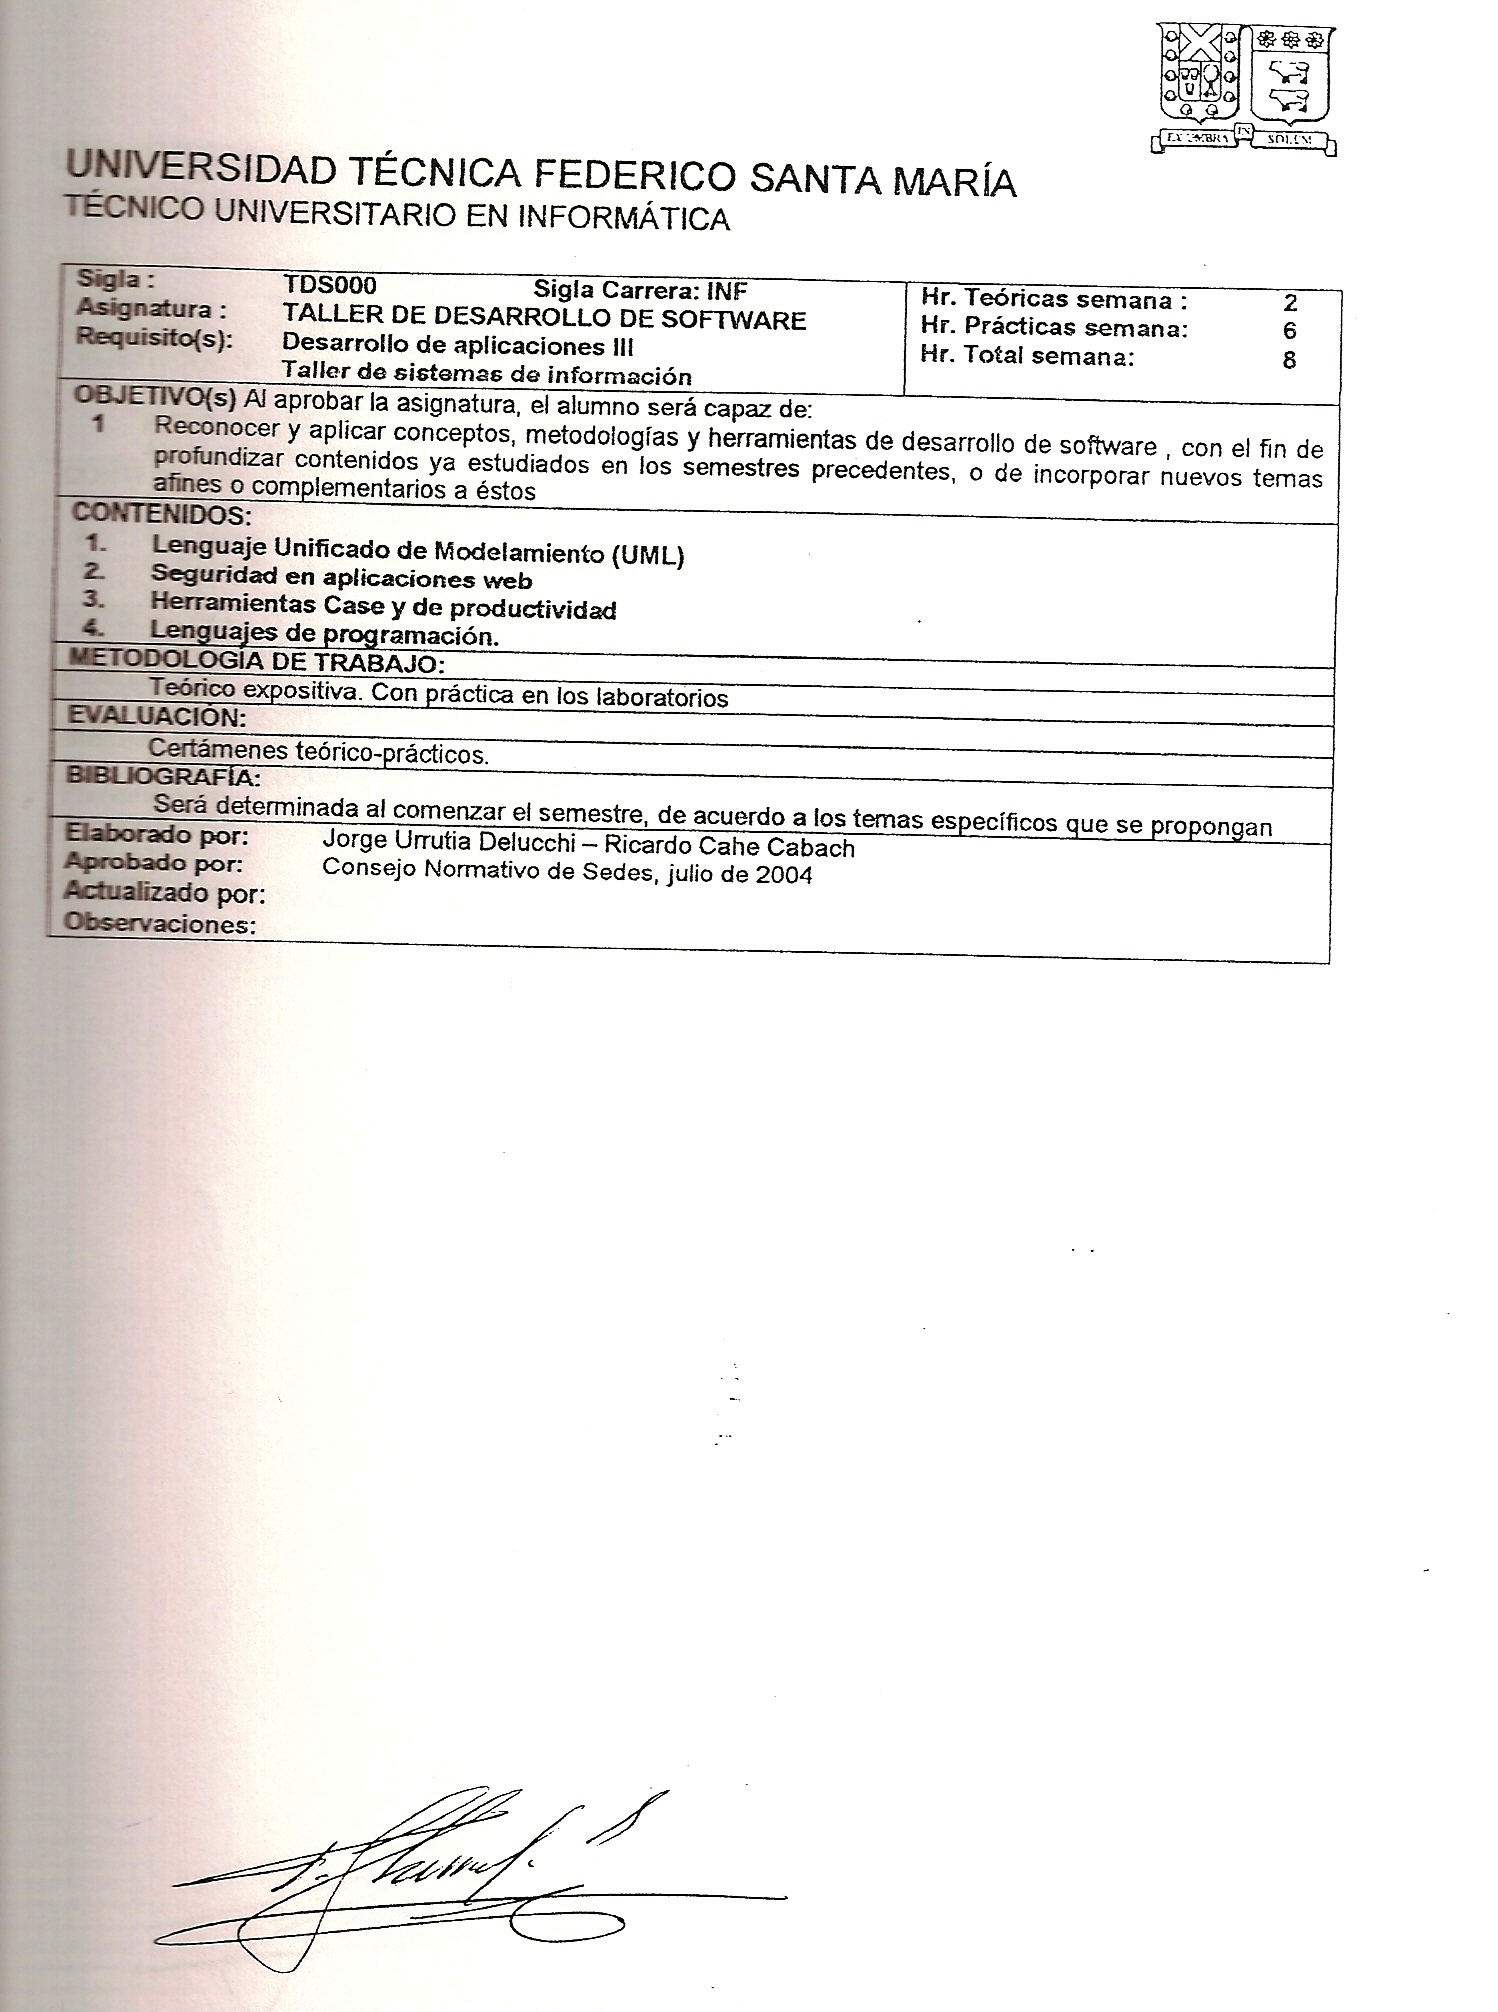 EX UMBRA IN SOLEM
UNIVERSIDAD TÉCNICA FEDERICO SANTA MARÍA
TÉCNICO UNIVERSITARIO EN INFORMÁTICA
Sigla : TDS000 Sigla Carrera: INF Hr. Teóricas semana : 2
Asignatura : TALLER DE DESARROLLO DE SOFTWARE Hr. Prácticas semana: 6
Requisito(s): Desarrollo de aplicaciones III Hr. Total semana: 8
Taller de sistemas de información
OBJETIVO(s) Al aprobar la asignatura, el alumno será capaz de:
1 Reconocer y aplicar conceptos, metodologías y herramientas de desarrollo de software , con el fin de
profundizar contenidos ya estudiados en los semestres precedentes, o de incorporar nuevos temas
afines o complementarios a éstos
CONTENIDOS:
1. Lenguaje Unificado de Modelamiento (UML)
2. Seguridad en aplicaciones web
3. Herramientas Case y de productividad
4. Lenguajes de programación.
METODOLOGÍA DE TRABAJO:
Teórico expositiva. Con práctica en los laboratorios
EVALUACIÓN:
Certámenes teórico-prácticos.
BIBLIOGRAFÍA:
Será determinada al comenzar el semestre, de acuerdo a los temas específicos que se propongan
Elaborado por: Jorge Urrutia Delucchi – Ricardo Cahe Cabach
Aprobado por: Consejo Normativo de Sedes, julio de 2004
Actualizado por:
Observaciones: